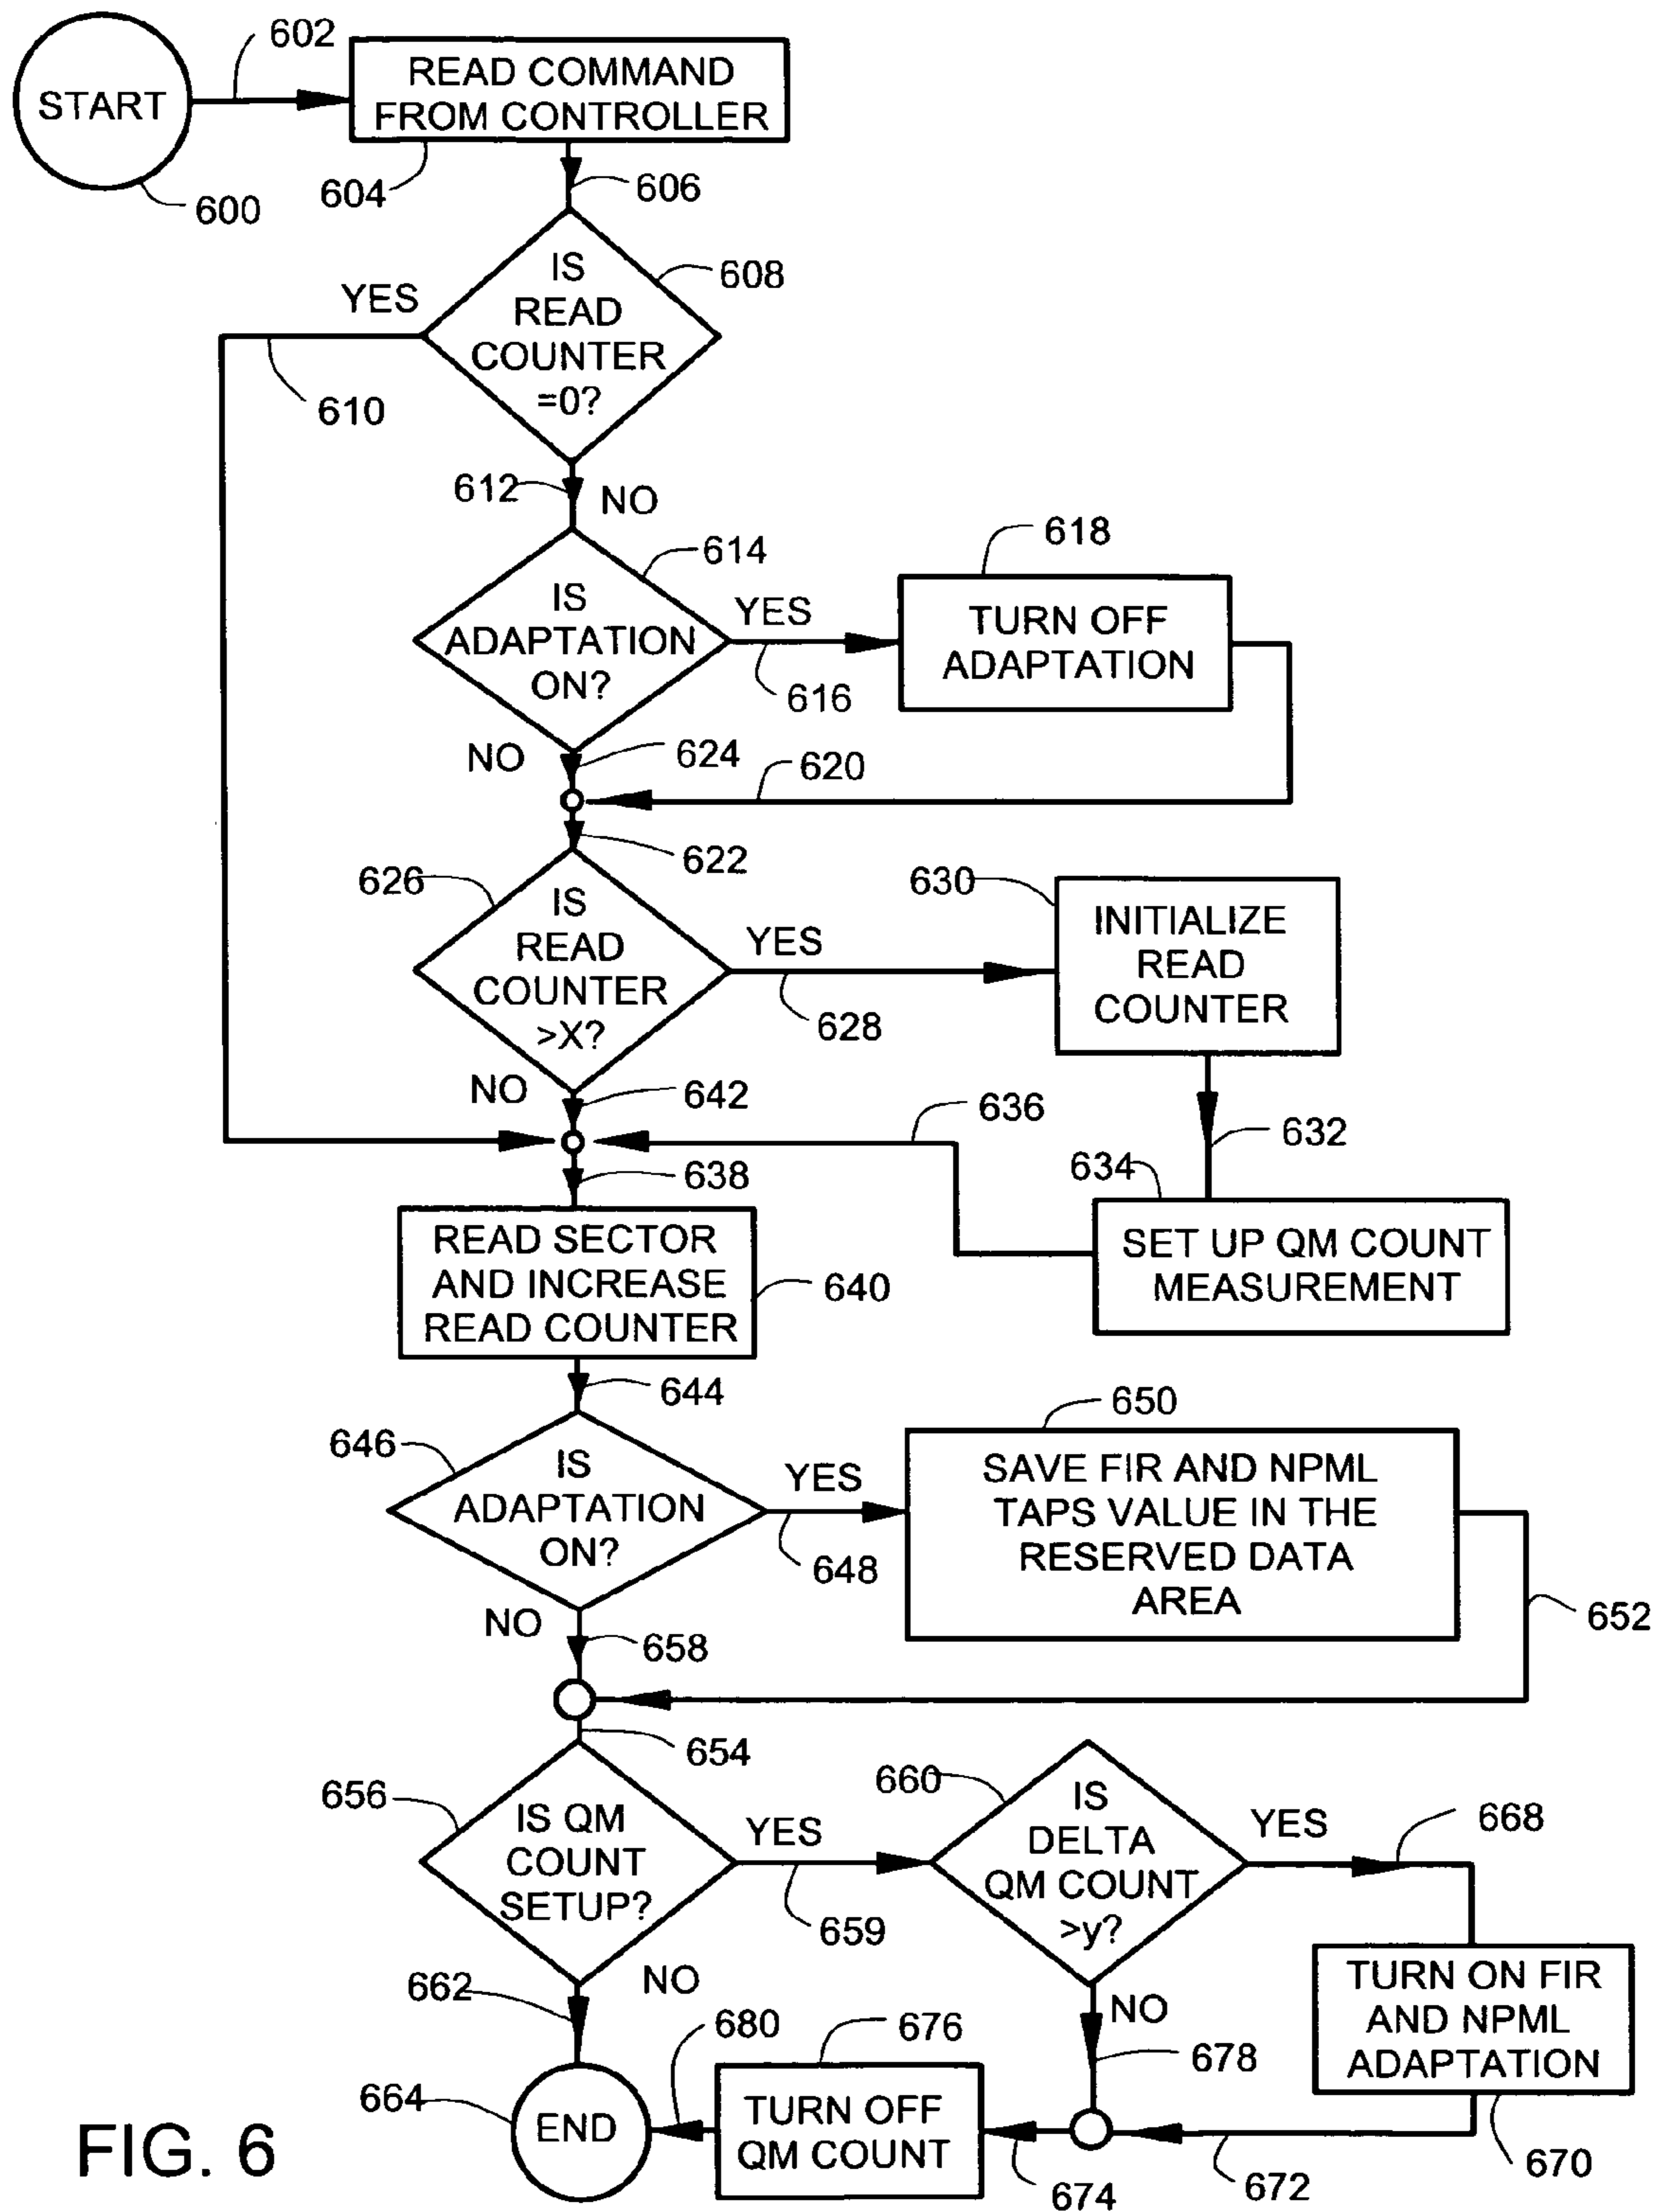 602
START
READ COMMAND
FROM CONTROLLER
600
604
606
IS
READ
COUNTER
=0?
608
YES
610
612
NO
614
IS
ADAPTATION
ON?
YES
616
618
TURN OFF
ADAPTATION
NO
624
620
622
626
IS
READ
COUNTER
>X?
YES
628
630
INITIALIZE
READ
COUNTER
NO
642
636
632
638
634
SET UP QM COUNT
MEASUREMENT
READ SECTOR
AND INCREASE
READ COUNTER
640
644
646
IS
ADAPTATION
ON?
YES
648
650
SAVE FIR AND NPML
TAPS VALUE IN THE
RESERVED DATA
AREA
652
NO
658
654
656
IS QM
COUNT
SETUP?
YES
659
660
IS
DELTA
QM COUNT
>y?
YES
668
662
NO
NO
678
TURN ON FIR
AND NPML
ADAPTATION
670
680
676
664
END
TURN OFF
QM COUNT
674
672
FIG. 6